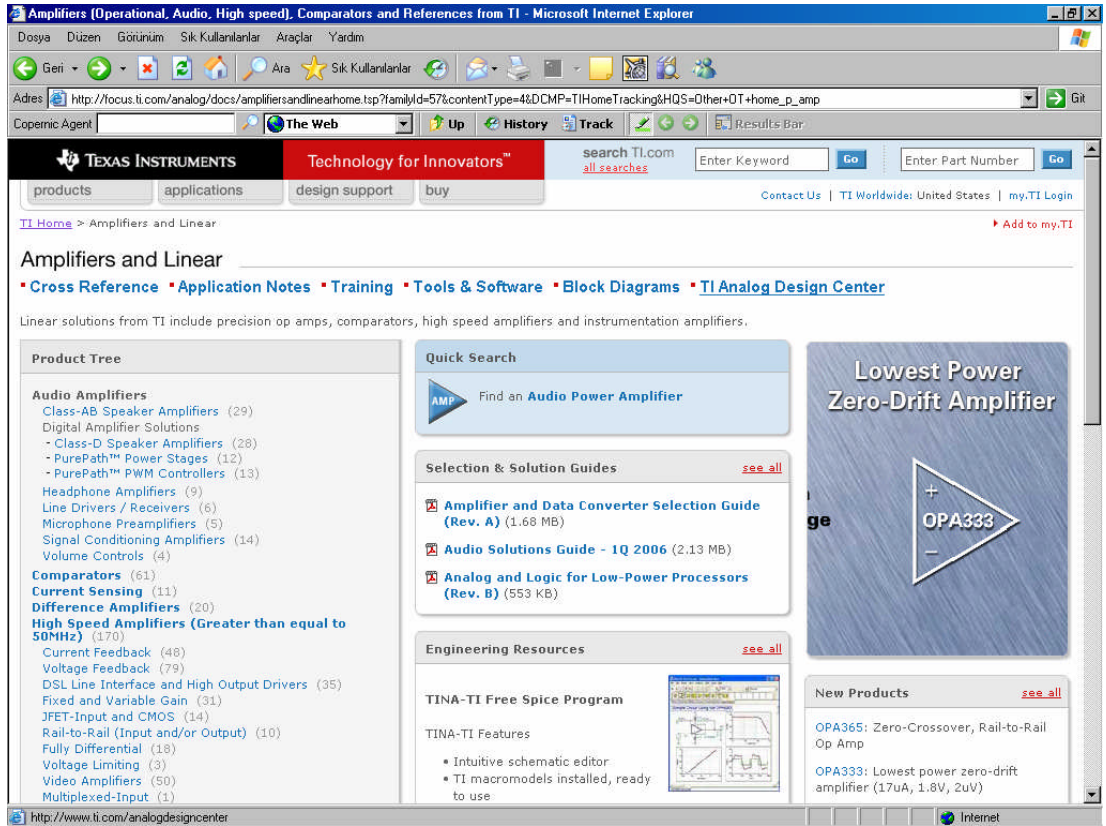 Amplifiers (Operational, Audio, High speed), Comparators and References from TI - Microsoft Internet Explorer
Dosya Düzen Görünüm Sık Kullanılanlar Araçlar Yardım
Geri Ara Sık Kullanılanlar
Adres http://focus.ti.com/analog/docs/amplifiersandlinearhome.tsp?familyId=57&contentType=4&DCMP=TIHomeTracking&HQS=Other+OT+home_p_amp Git
Copernic Agent The Web Up History Track Results Bar
TEXAS INSTRUMENTS Technology for Innovators™ search TI.com all searches Enter Keyword Go Enter Part Number Go
products applications design support buy
Contact Us | TI Worldwide: United States | my.TI Login
TI Home > Amplifiers and Linear
Add to my.TI
Amplifiers and Linear
Cross Reference Application Notes Training Tools & Software Block Diagrams TI Analog Design Center
Linear solutions from TI include precision op amps, comparators, high speed amplifiers and instrumentation amplifiers.
Product Tree
Audio Amplifiers
Class-AB Speaker Amplifiers (29)
Digital Amplifier Solutions
- Class-D Speaker Amplifiers (28)
- PurePath™ Power Stages (12)
- PurePath™ PWM Controllers (13)
Headphone Amplifiers (9)
Line Drivers / Receivers (6)
Microphone Preamplifiers (5)
Signal Conditioning Amplifiers (14)
Volume Controls (4)
Comparators (61)
Current Sensing (11)
Difference Amplifiers (20)
High Speed Amplifiers (Greater than equal to
50MHz) (170)
Current Feedback (48)
Voltage Feedback (79)
DSL Line Interface and High Output Drivers (35)
Fixed and Variable Gain (31)
JFET-Input and CMOS (14)
Rail-to-Rail (Input and/or Output) (10)
Fully Differential (18)
Voltage Limiting (3)
Video Amplifiers (50)
Multiplexed-Input (1)
Quick Search
AMP
Find an Audio Power Amplifier
Selection & Solution Guides see all
Amplifier and Data Converter Selection Guide
(Rev. A) (1.68 MB)
Audio Solutions Guide - 1Q 2006 (2.13 MB)
Analog and Logic for Low-Power Processors
(Rev. B) (553 KB)
Engineering Resources see all
TINA-TI Free Spice Program
TINA-TI Features
• Intuitive schematic editor
• TI macromodels installed, ready
to use
Lowest Power
Zero-Drift Amplifier
ge
+
OPA333
−
New Products see all
OPA365: Zero-Crossover, Rail-to-Rail
Op Amp
OPA333: Lowest power zero-drift
amplifier (17uA, 1.8V, 2uV)
http://www.ti.com/analogdesigncenter Internet